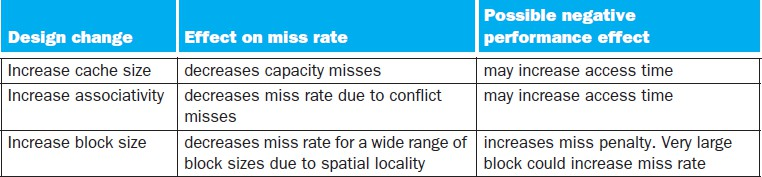 Design change Effect on miss rate Possible negative
performance effect
Increase cache size decreases capacity misses may increase access time
Increase associativity decreases miss rate due to conflict may increase access time
misses
Increase block size decreases miss rate for a wide range of increases miss penalty. Very large
block sizes due to spatial locality block could increase miss rate